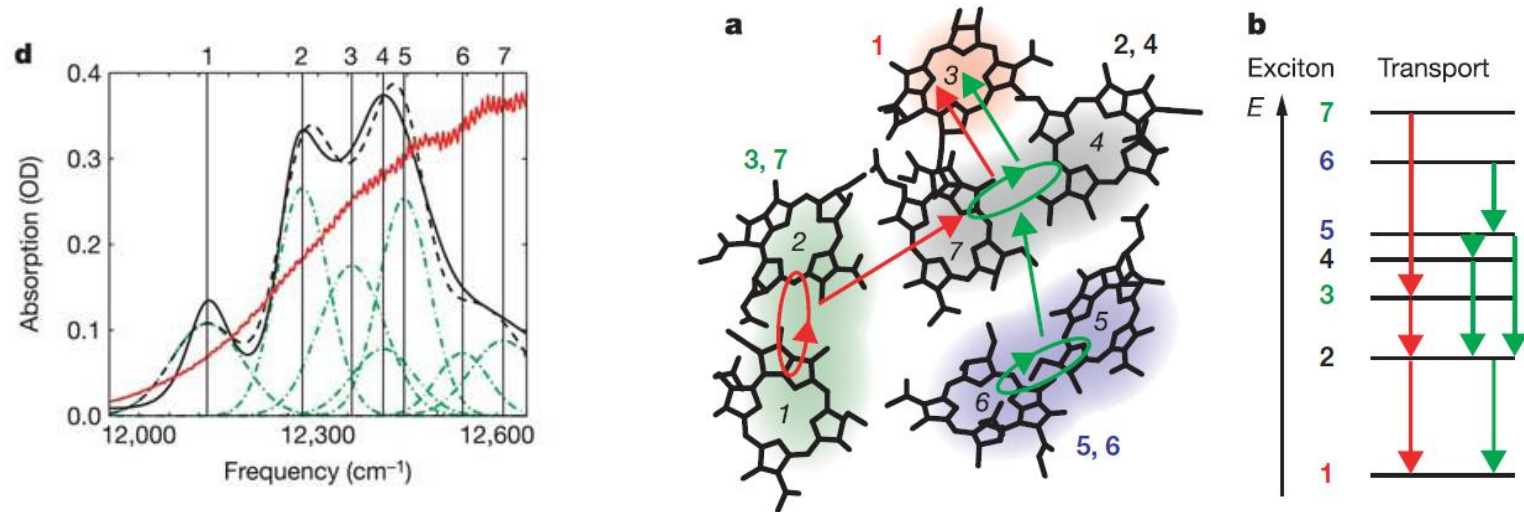 d
1 2 3 4 5 6 7
0.4
0.3
0.2
0.1
0.0
Absorption (OD)
12,000 12,300 12,600
Frequency (cm⁻¹)
a
1
2, 4
3
4
3, 7
2
7
5
1
6
5, 6
b
Exciton Transport
E
7
6
5
4
3
2
1